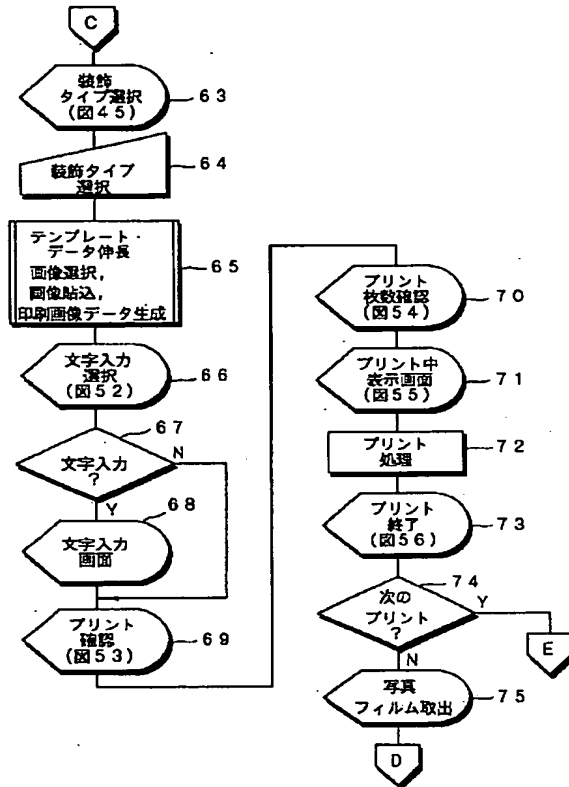 C
装飾
タイプ選択
(図45)
63
装飾タイプ
選択
64
テンプレート・
データ伸長
画像選択,
画像貼込,
印刷画像データ生成
65
文字入力
選択
(図52)
66
文字入力
?
67
N
Y
文字入力
画面
68
プリント
確認
(図53)
69
プリント
枚数確認
(図54)
70
プリント中
表示画面
(図55)
71
プリント
処理
72
プリント
終了
(図56)
73
次の
プリント
?
74
Y
E
N
写真
フィルム取出
75
D